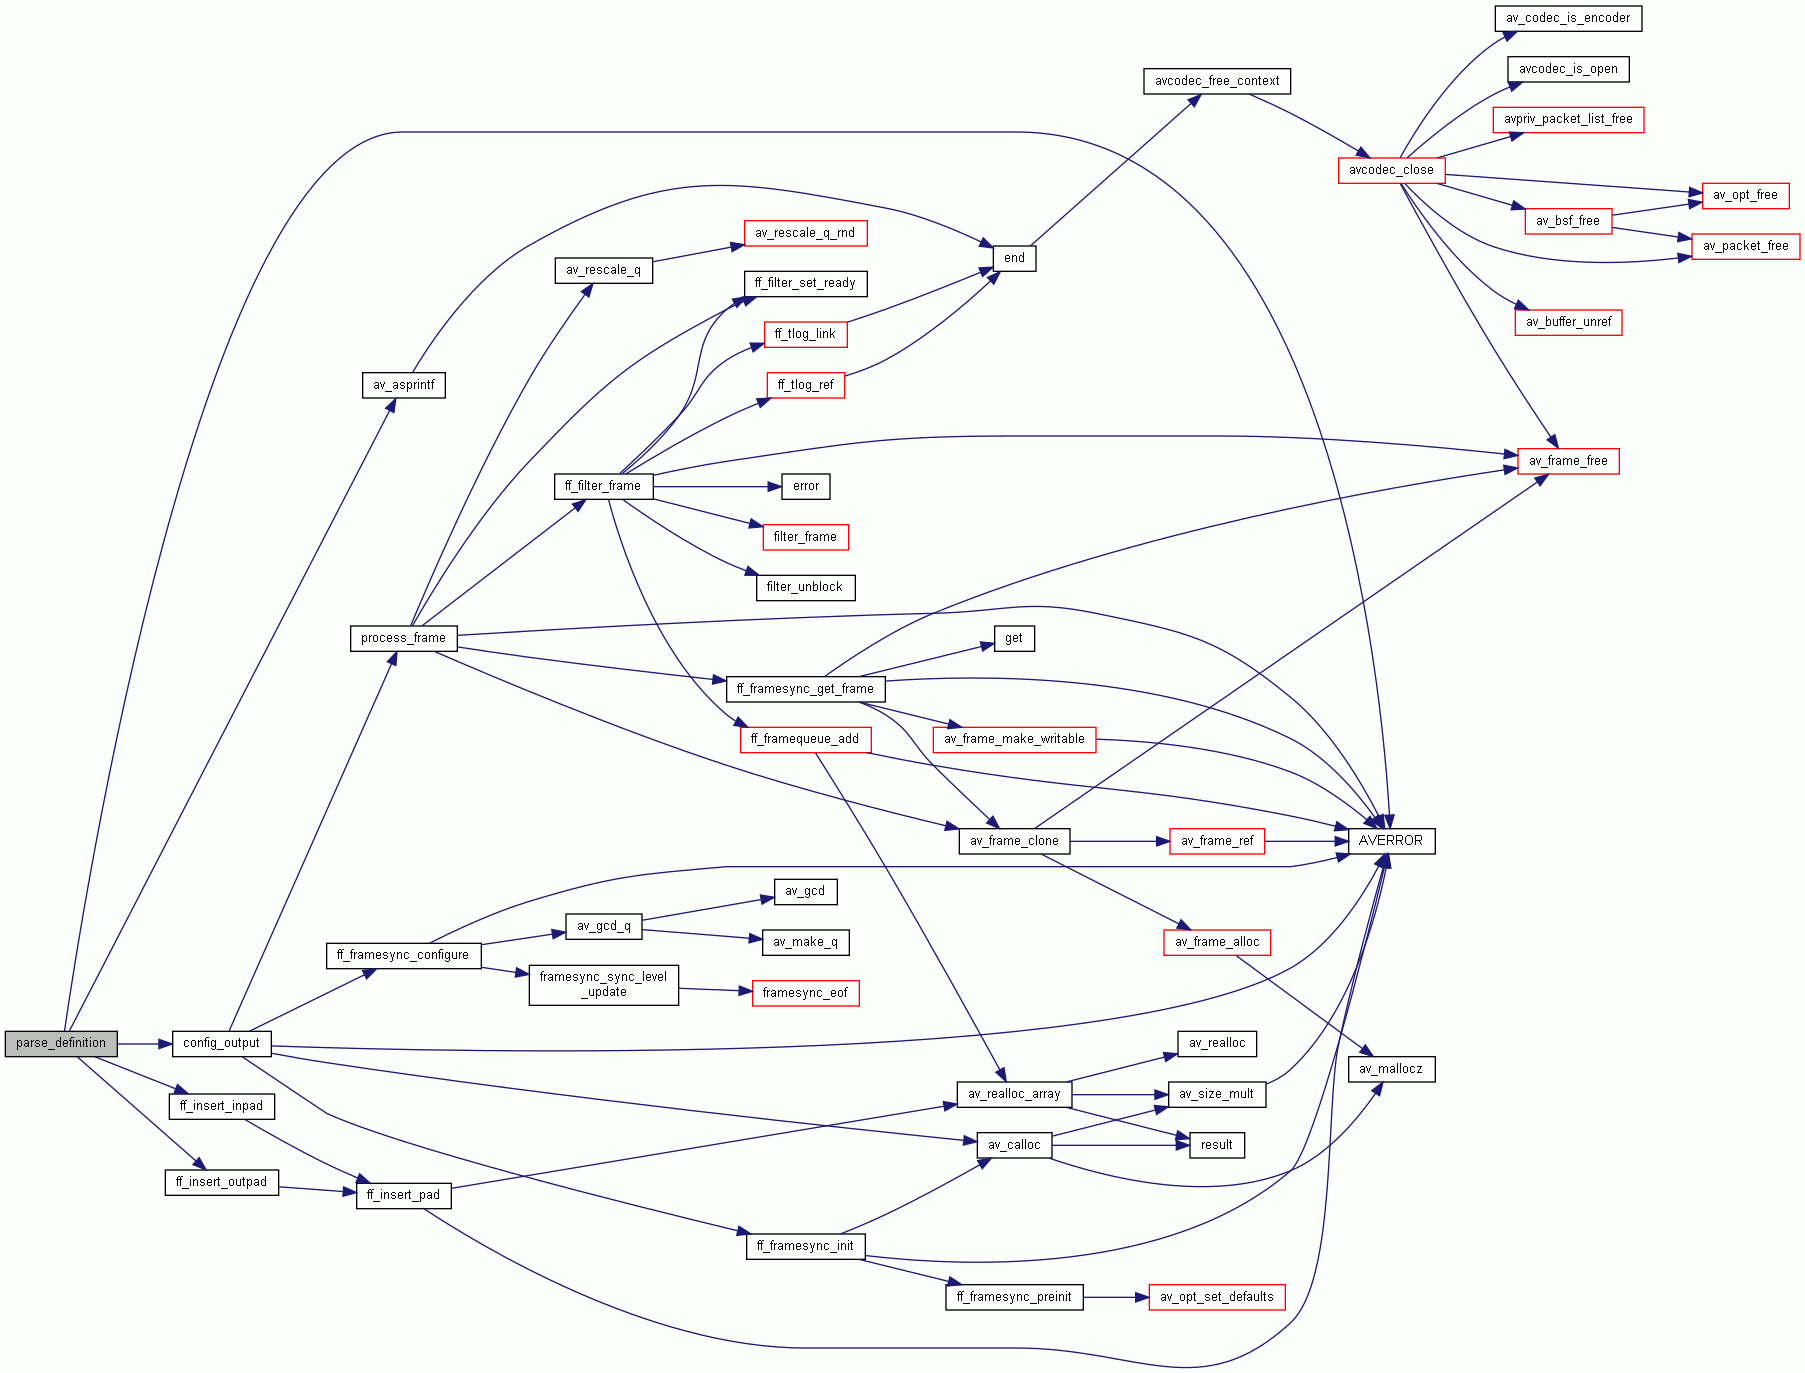 av_codec_is_encoder
avcodec_is_open
avcodec_free_context
avpriv_packet_list_free
avcodec_close
av_opt_free
av_bsf_free
av_rescale_q_rnd
av_packet_free
end
av_rescale_q
ff_filter_set_ready
av_buffer_unref
ff_tlog_link
av_asprintf
ff_tlog_ref
av_frame_free
ff_filter_frame
error
filter_frame
filter_unblock
process_frame
get
ff_framesync_get_frame
ff_framequeue_add
av_frame_make_writable
av_frame_clone
av_frame_ref
AVERROR
av_gcd
av_gcd_q
av_make_q
av_frame_alloc
ff_framesync_configure
framesync_sync_level
_update
framesync_eof
parse_definition
config_output
av_realloc
av_mallocz
av_realloc_array
av_size_mult
ff_insert_inpad
av_calloc
result
ff_insert_outpad
ff_insert_pad
ff_framesync_init
ff_framesync_preinit
av_opt_set_defaults